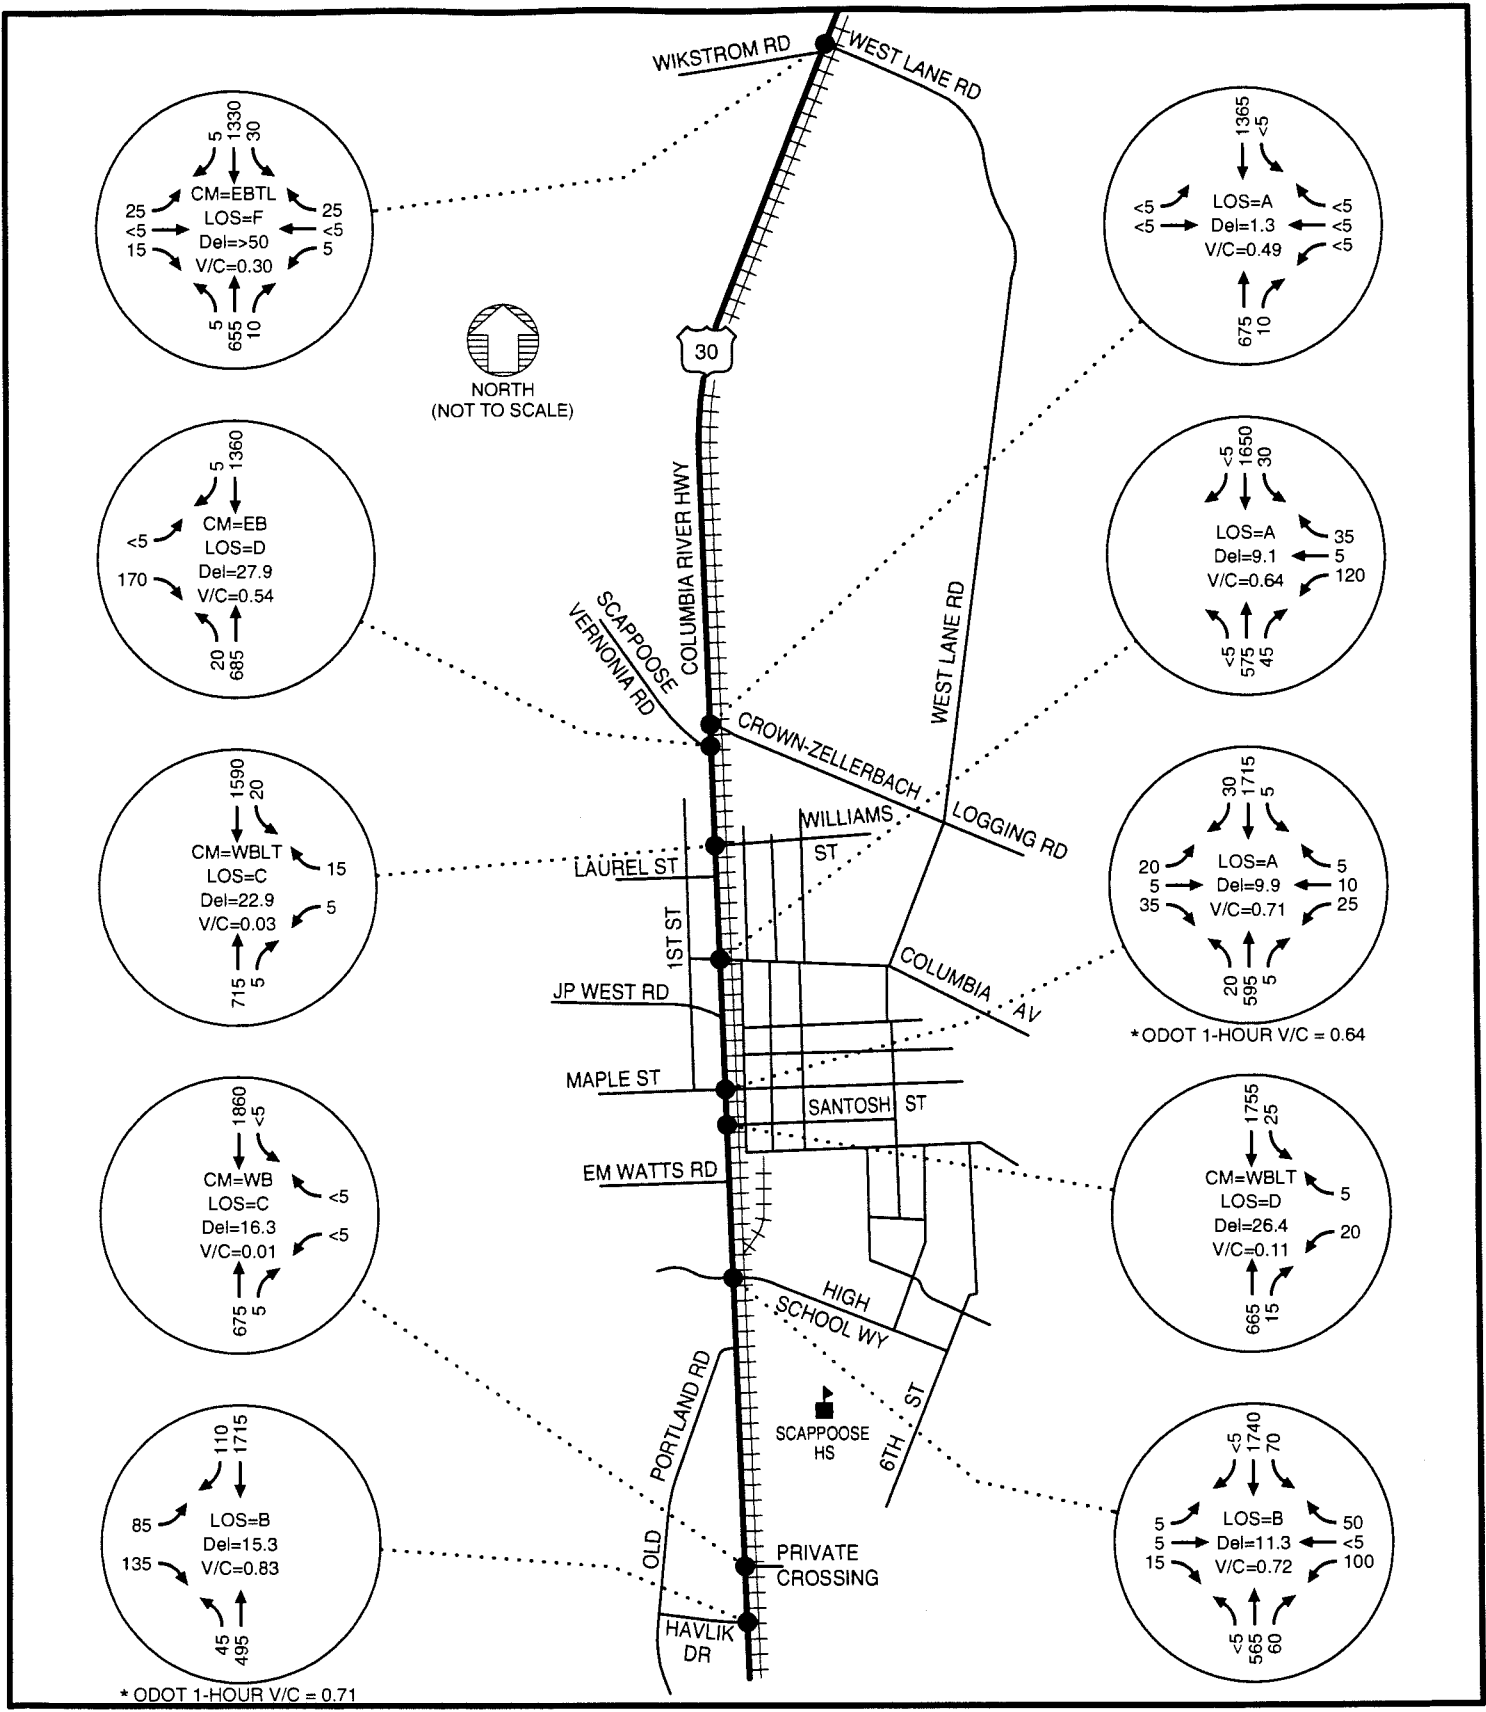 WIKSTROM RD
WEST LANE RD
5
1330
30
CM=EBTL
LOS=F
Del=>50
V/C=0.30
25
<5
15
25
<5
5
5
655
10
1365
<5
LOS=A
Del=1.3
V/C=0.49
<5
<5
<5
<5
<5
675
10
30
NORTH
(NOT TO SCALE)
COLUMBIA RIVER HWY
5
1360
CM=EB
LOS=D
Del=27.9
V/C=0.54
<5
170
20
685
<5
1650
30
LOS=A
Del=9.1
V/C=0.64
35
5
120
<5
575
45
SCAPPOOSE
VERNONIA RD
WEST LANE RD
CROWN-ZELLERBACH
LOGGING RD
1590
20
CM=WBLT
LOS=C
Del=22.9
V/C=0.03
15
5
715
5
WILLIAMS
ST
LAUREL ST
1ST ST
30
1715
5
LOS=A
Del=9.9
V/C=0.71
20
5
35
5
10
25
20
595
5
* ODOT 1-HOUR V/C = 0.64
COLUMBIA
AV
JP WEST RD
MAPLE ST
SANTOSH ST
EM WATTS RD
1860
<5
CM=WB
LOS=C
Del=16.3
V/C=0.01
<5
<5
675
5
1755
25
CM=WBLT
LOS=D
Del=26.4
V/C=0.11
5
20
665
15
HIGH
SCHOOL WY
OLD PORTLAND RD
SCAPPOOSE
HS
6TH ST
110
1715
LOS=B
Del=15.3
V/C=0.83
85
135
45
495
* ODOT 1-HOUR V/C = 0.71
<5
1740
70
LOS=B
Del=11.3
V/C=0.72
5
5
15
50
<5
100
<5
565
60
PRIVATE
CROSSING
HAVLIK
DR